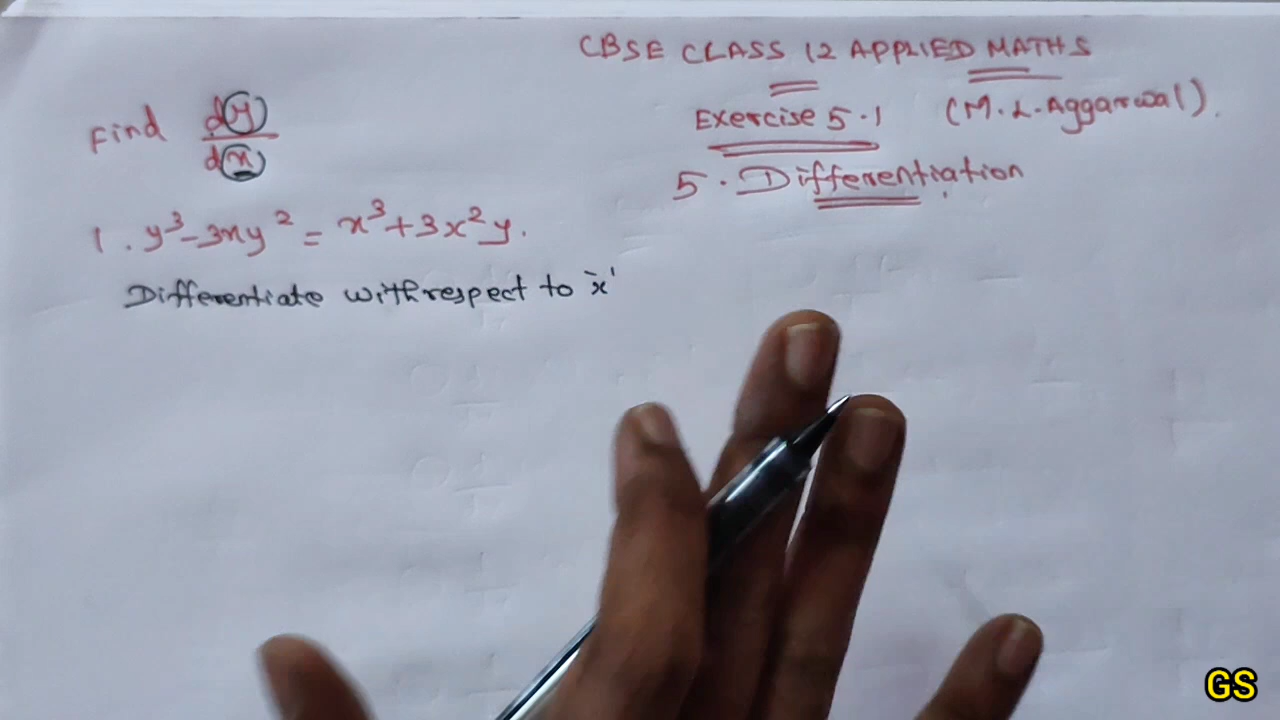 CBSE CLASS 12 APPLIED MATHS
Exercise 5.1 (M.L.Aggarwal).
5. Differentiation
Find dy/dx
1. y³-3xy² = x³+3x²y.
Differentiate with respect to 'x'
GS